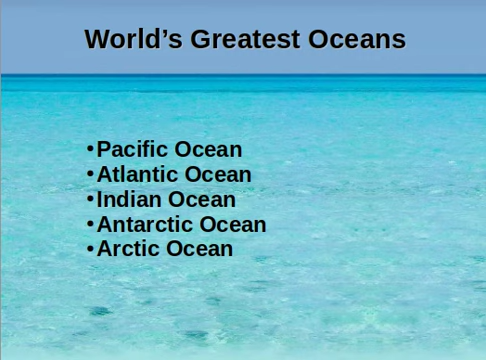 World’s Greatest Oceans
•Pacific Ocean
•Atlantic Ocean
•Indian Ocean
•Antarctic Ocean
•Arctic Ocean